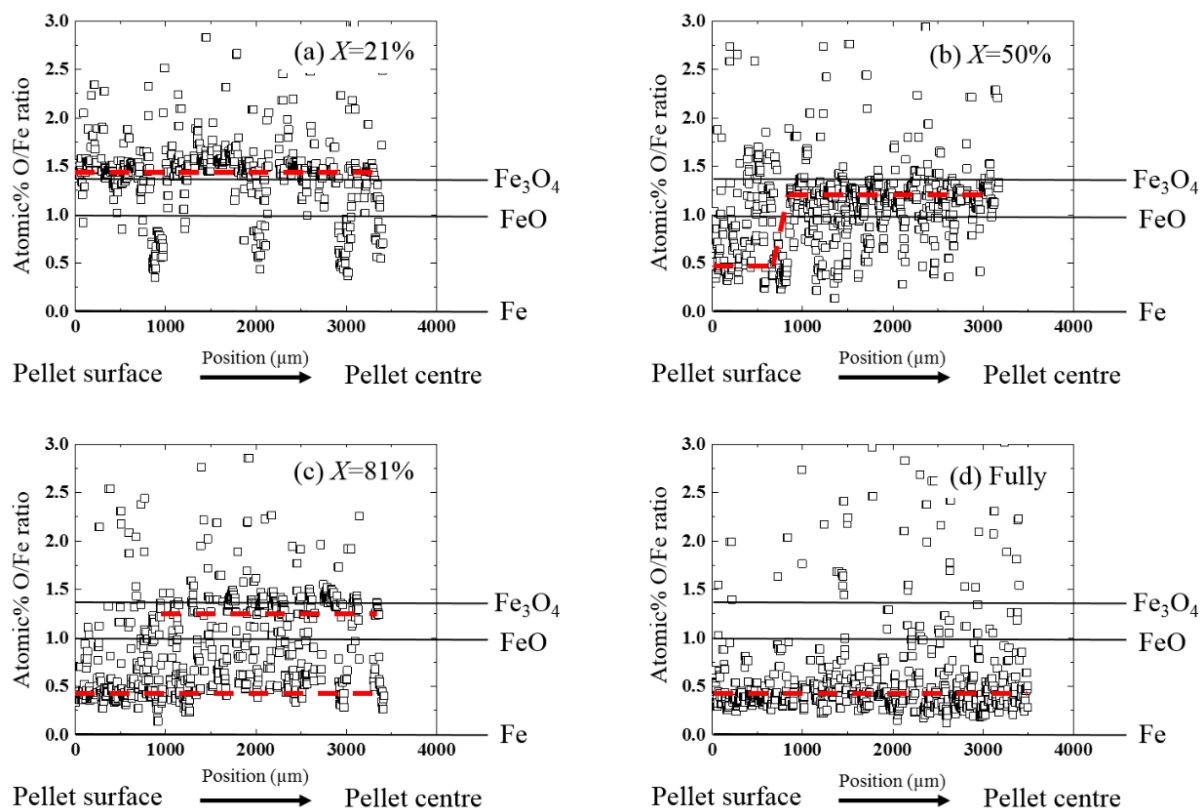 (a) X=21%
Atomic% O/Fe ratio
3.0
2.5
2.0
1.5
1.0
0.5
0.0
Fe₃O₄
FeO
Fe
0 1000 2000 3000 4000
Position (µm)
Pellet surface Pellet centre
(b) X=50%
Atomic% O/Fe ratio
3.0
2.5
2.0
1.5
1.0
0.5
0.0
Fe₃O₄
FeO
Fe
0 1000 2000 3000 4000
Position (µm)
Pellet surface Pellet centre
(c) X=81%
Atomic% O/Fe ratio
3.0
2.5
2.0
1.5
1.0
0.5
0.0
Fe₃O₄
FeO
Fe
0 1000 2000 3000 4000
Position (µm)
Pellet surface Pellet centre
(d) Fully
Atomic% O/Fe ratio
3.0
2.5
2.0
1.5
1.0
0.5
0.0
Fe₃O₄
FeO
Fe
0 1000 2000 3000 4000
Position (µm)
Pellet surface Pellet centre